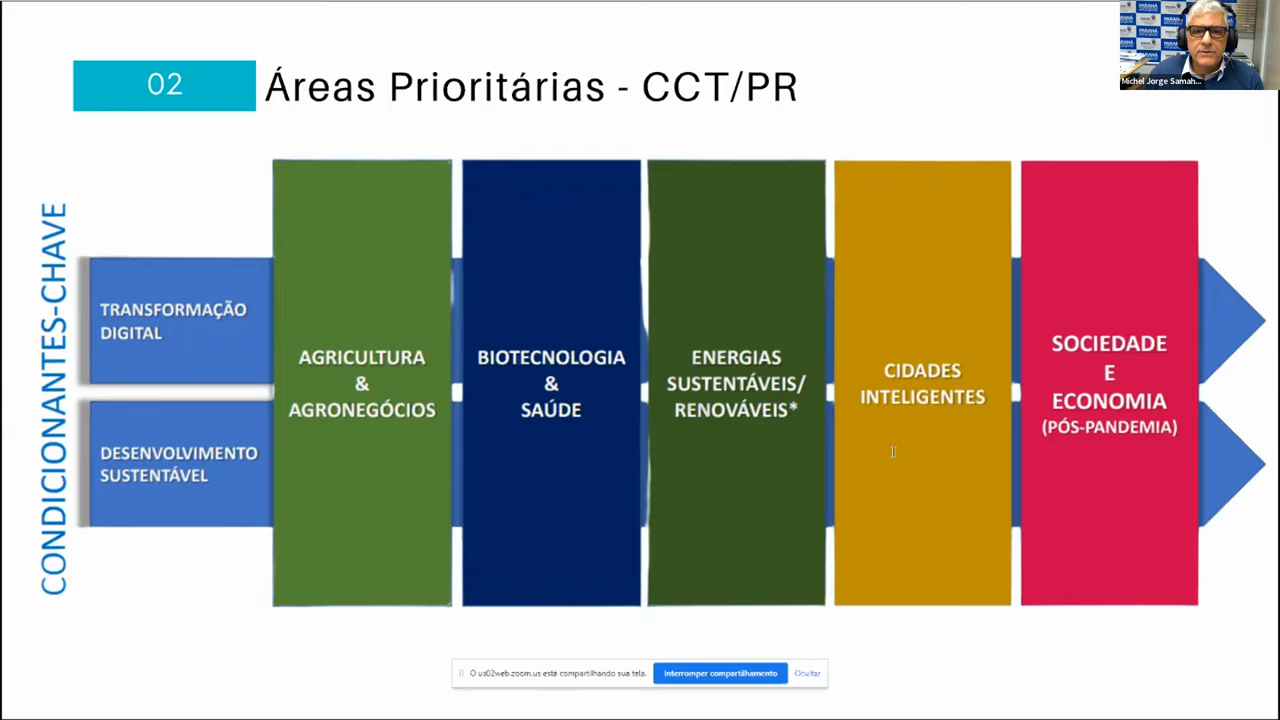 02
Áreas Prioritárias - CCT/PR
Michel Jorge Samah...
CONDICIONANTES-CHAVE
TRANSFORMAÇÃO
DIGITAL
DESENVOLVIMENTO
SUSTENTÁVEL
AGRICULTURA
&
AGRONEGÓCIOS
BIOTECNOLOGIA
&
SAÚDE
ENERGIAS
SUSTENTÁVEIS/
RENOVÁVEIS*
CIDADES
INTELIGENTES
SOCIEDADE
E
ECONOMIA
(PÓS-PANDEMIA)
O us02web.zoom.us está compartilhando sua tela.
Interromper compartilhamento
Ocultar